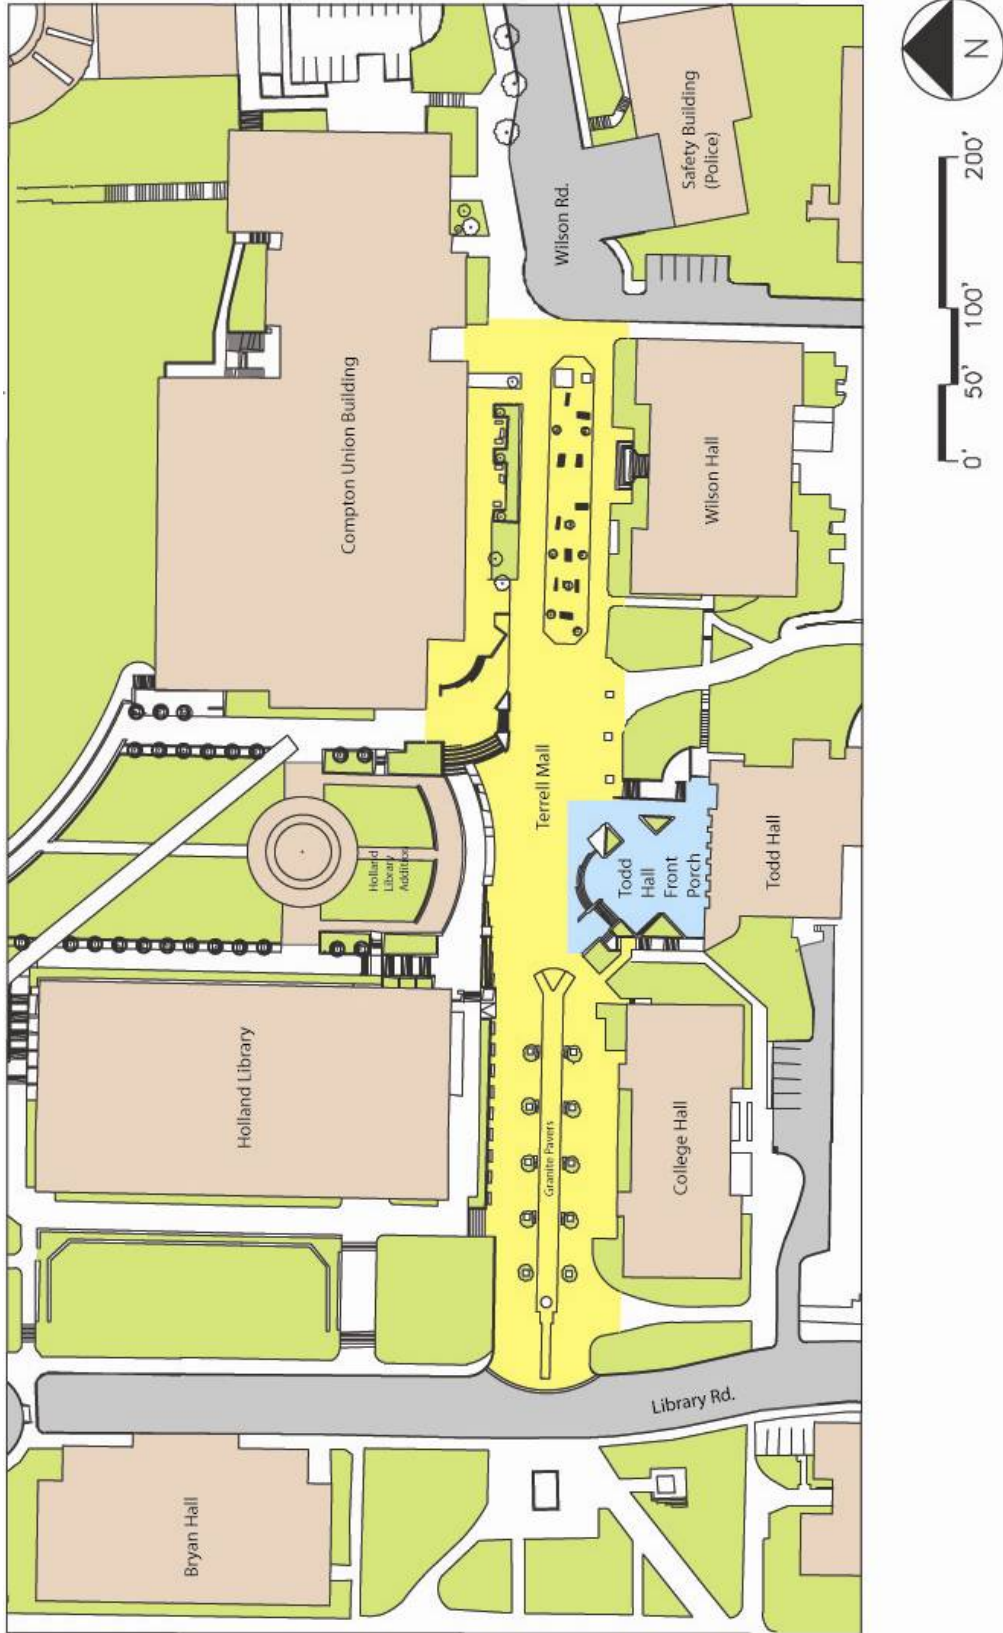 N
0' 50' 100' 200'
Safety Building
(Police)
Wilson Rd.
Compton Union Building
Wilson Hall
Terrell Mall
Todd
Hall
Front
Porch
Todd Hall
Holland
Library
Addition
Holland Library
Granite Pavers
College Hall
Library Rd.
Bryan Hall